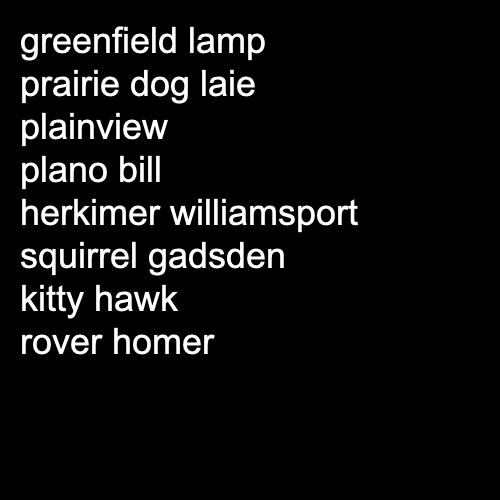 greenfield lamp
prairie dog laie
plainview
plano bill
herkimer williamsport
squirrel gadsden
kitty hawk
rover homer